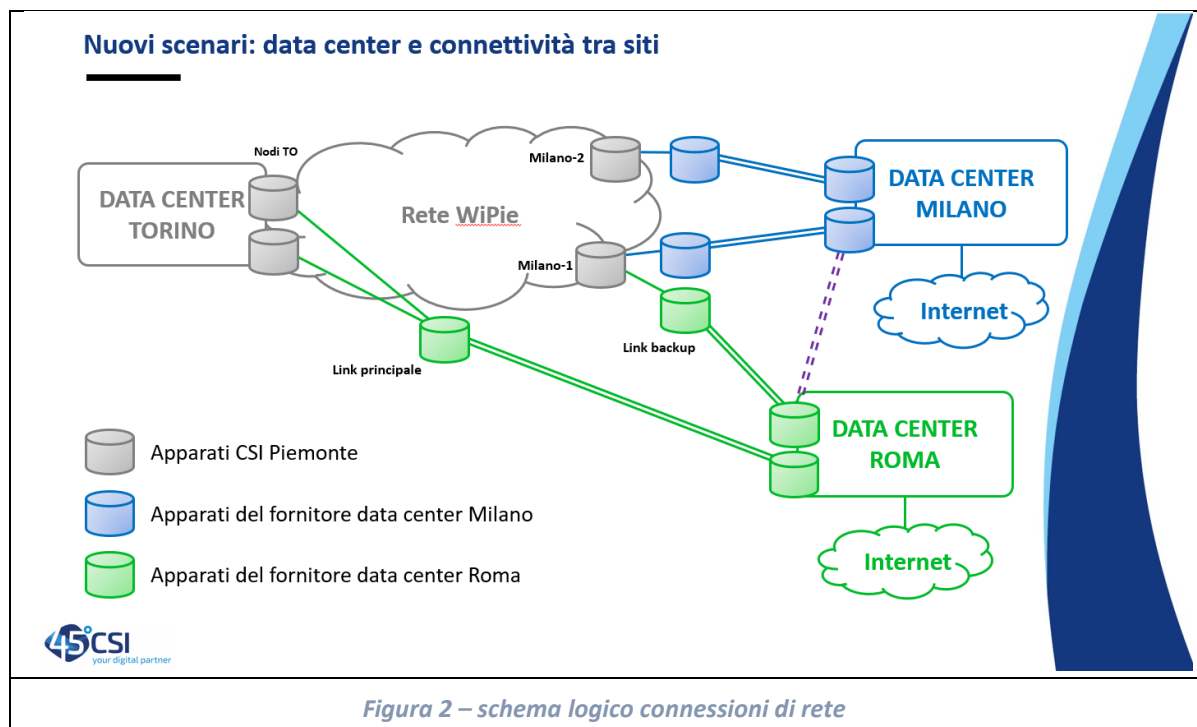 Nuovi scenari: data center e connettività tra siti
Nodi TO
Milano-2
DATA CENTER
TORINO
Rete WiPie
DATA CENTER
MILANO
Milano-1
Internet
Link backup
Link principale
DATA CENTER
ROMA
Apparati CSI Piemonte
Apparati del fornitore data center Milano
Internet
Apparati del fornitore data center Roma
45° CSI
your digital partner
Figura 2 – schema logico connessioni di rete